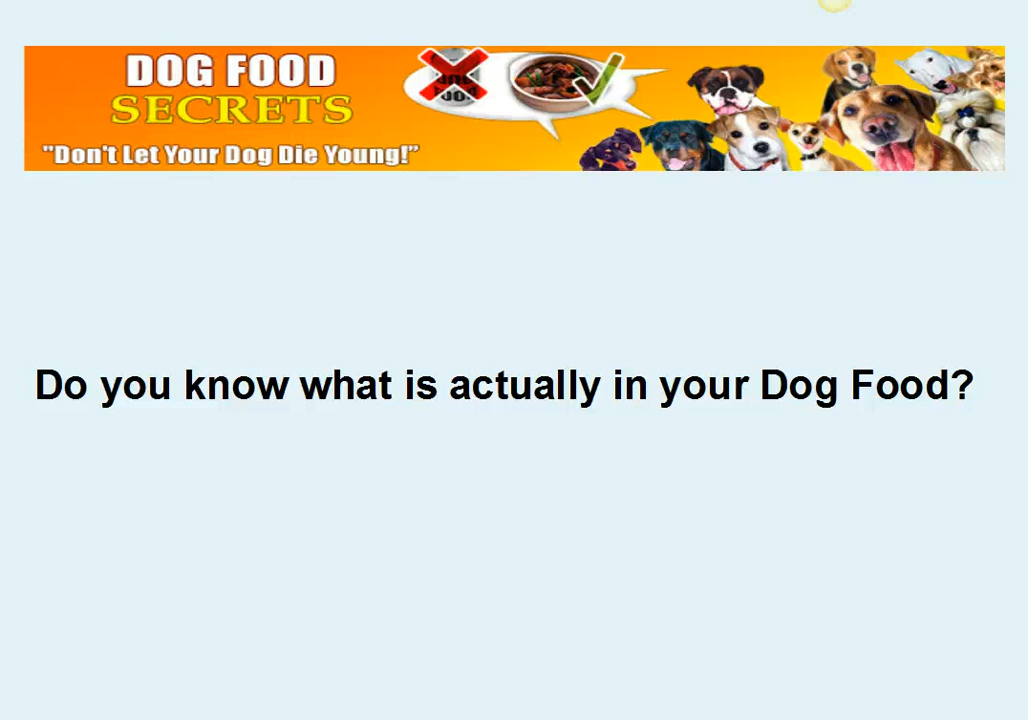 DOG FOOD
SECRETS
"Don't Let Your Dog Die Young!”
Do you know what is actually in your Dog Food?